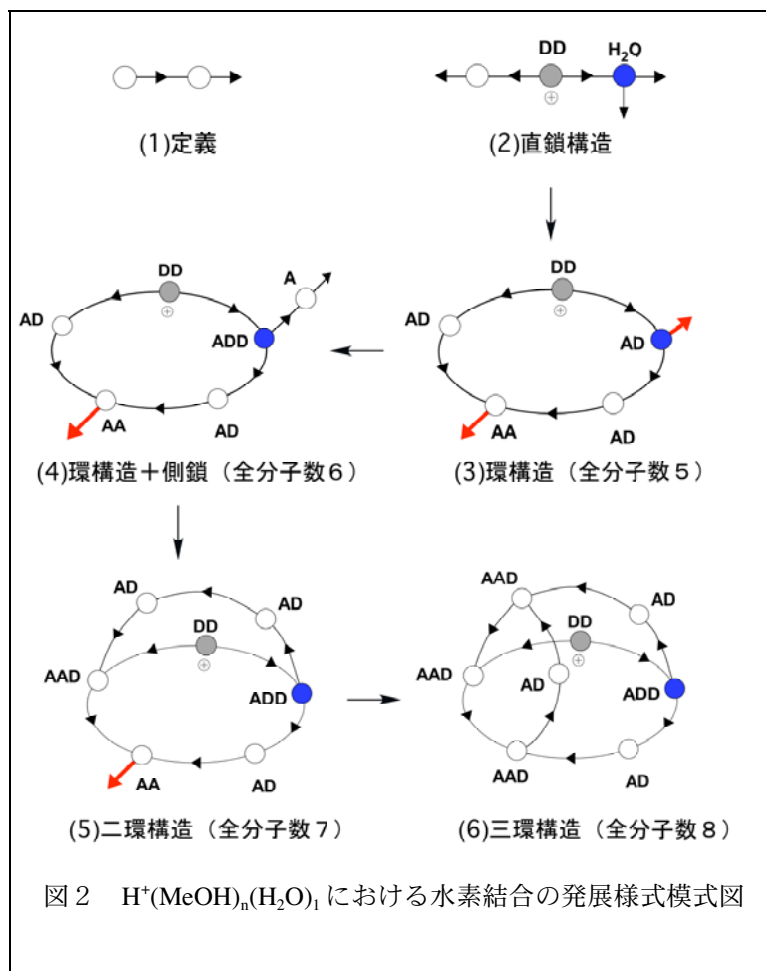 DD
H₂O
⊕
(1)定義
(2)直鎖構造
DD
⊕
A
AD
ADD
AA
AD
(4)環構造＋側鎖（全分子数６）
DD
⊕
AD
AD
AA
AD
(3)環構造（全分子数５）
AD
AD
DD
⊕
AAD
ADD
AA
AD
(5)二環構造（全分子数７）
AAD
AD
DD
⊕
AAD
AD
ADD
AAD
AD
(6)三環構造（全分子数８）
図２　H⁺(MeOH)ₙ(H₂O)₁における水素結合の発展様式模式図